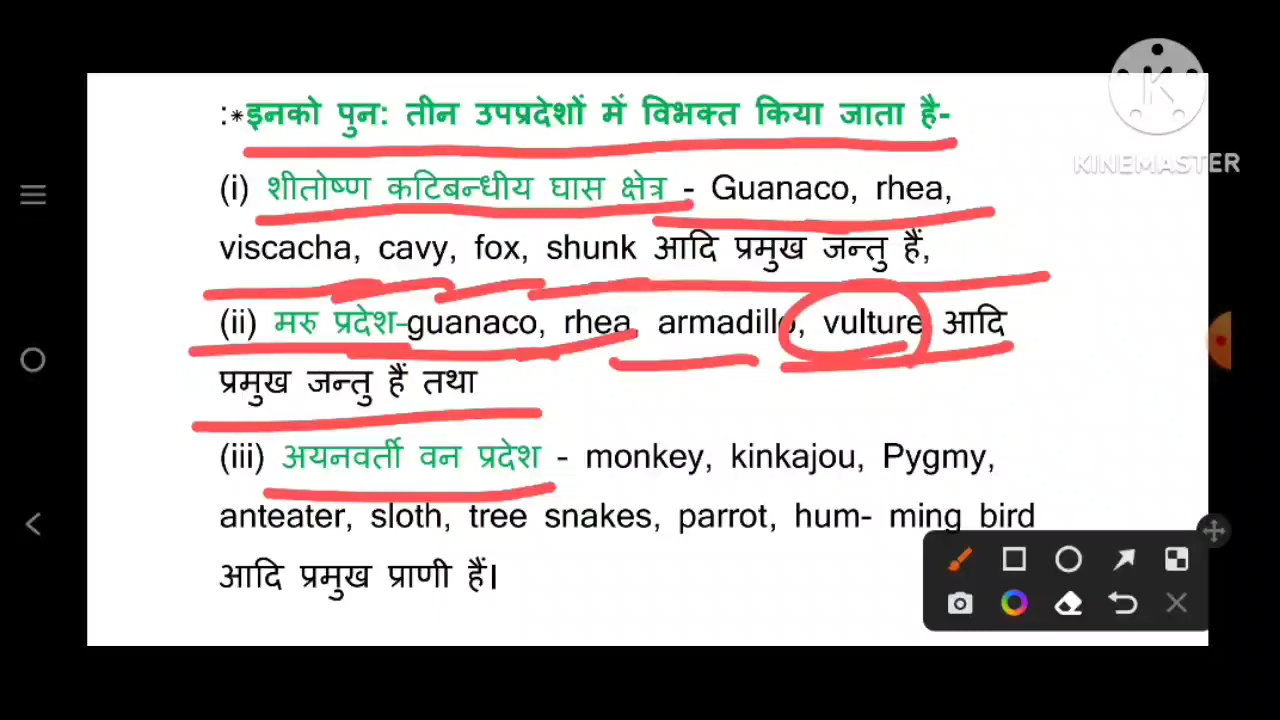 :*इनको पुन: तीन उपप्रदेशों में विभक्त किया जाता है-
KINEMASTER
(i) शीतोष्ण कटिबन्धीय घास क्षेत्र - Guanaco, rhea,
viscacha, cavy, fox, shunk आदि प्रमुख जन्तु हैं,
(ii) मरु प्रदेश-guanaco, rhea, armadillo, vulture आदि
प्रमुख जन्तु हैं तथा
(iii) अयनवर्ती वन प्रदेश - monkey, kinkajou, Pygmy,
anteater, sloth, tree snakes, parrot, hum- ming bird
आदि प्रमुख प्राणी हैं।